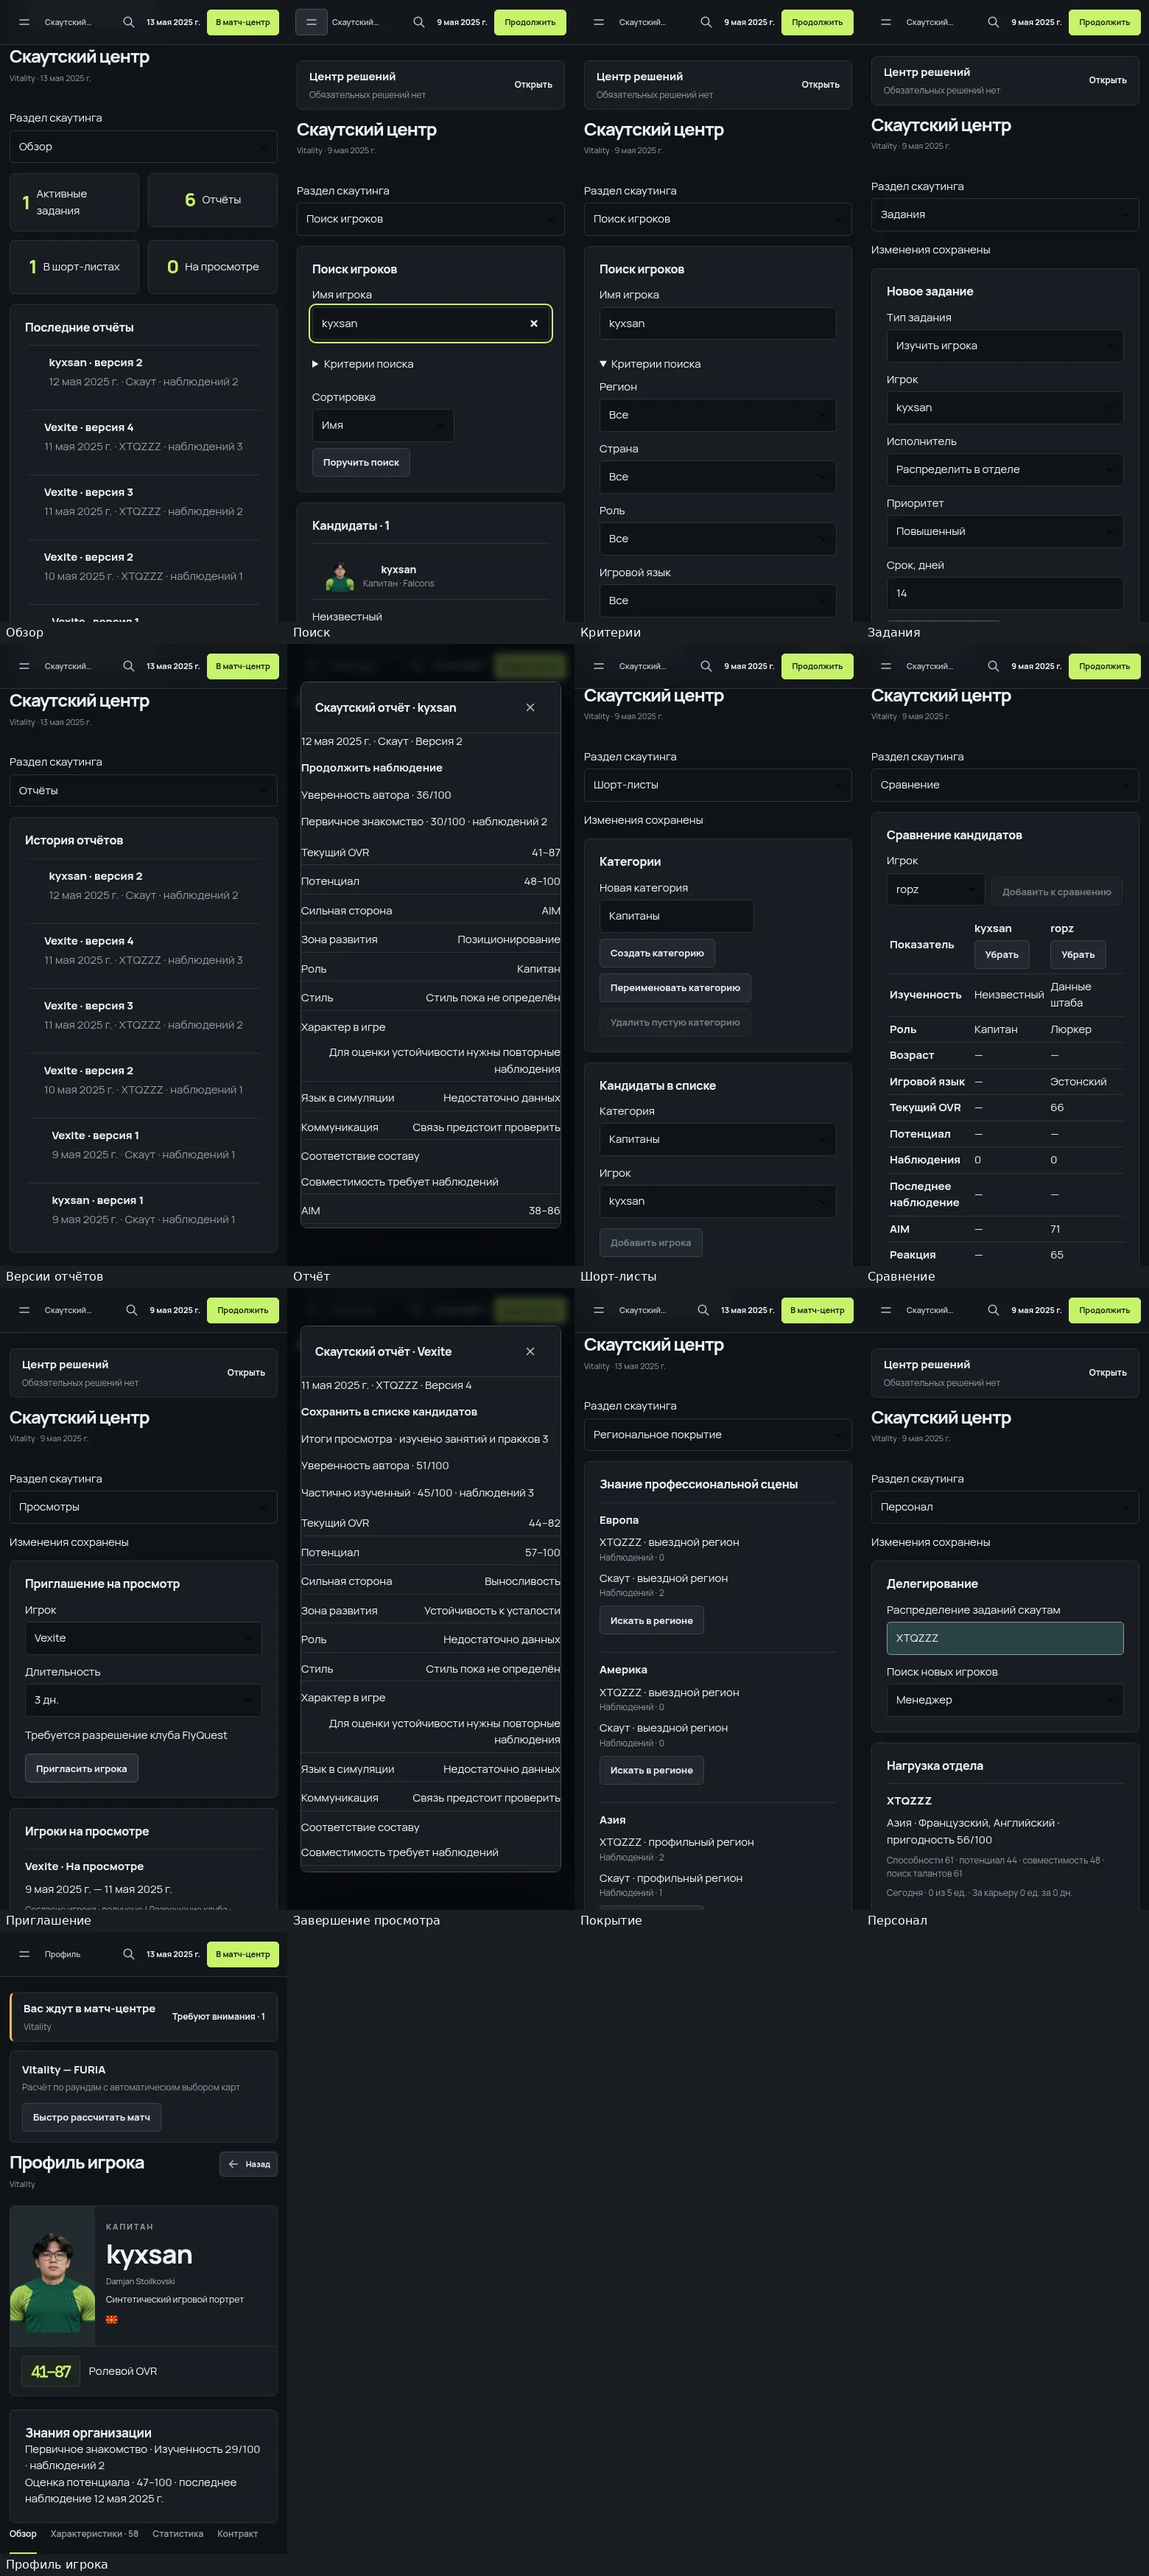 Скаутский...
13 мая 2025 г.
В матч-центр
Скаутский центр
Vitality · 13 мая 2025 г.
Раздел скаутинга
Обзор
1 Активные задания
6 Отчёты
1 В шорт-листах
0 На просмотре
Последние отчёты
kyxsan · версия 2
12 мая 2025 г. · Скаут · наблюдений 2
Vexite · версия 4
11 мая 2025 г. · XTQZZZ · наблюдений 3
Vexite · версия 3
11 мая 2025 г. · XTQZZZ · наблюдений 2
Vexite · версия 2
10 мая 2025 г. · XTQZZZ · наблюдений 1
Обзор
Скаутский...
9 мая 2025 г.
Продолжить
Центр решений
Обязательных решений нет
Открыть
Скаутский центр
Vitality · 9 мая 2025 г.
Раздел скаутинга
Поиск игроков
Поиск игроков
Имя игрока
kyxsan
Критерии поиска
Сортировка
Имя
Поручить поиск
Кандидаты · 1
kyxsan
Капитан · Falcons
Неизвестный
Поиск
Скаутский...
9 мая 2025 г.
Продолжить
Центр решений
Обязательных решений нет
Открыть
Скаутский центр
Vitality · 9 мая 2025 г.
Раздел скаутинга
Поиск игроков
Поиск игроков
Имя игрока
kyxsan
Критерии поиска
Регион
Все
Страна
Все
Роль
Все
Игровой язык
Все
Критерии
Скаутский...
9 мая 2025 г.
Продолжить
Центр решений
Обязательных решений нет
Открыть
Скаутский центр
Vitality · 9 мая 2025 г.
Раздел скаутинга
Задания
Изменения сохранены
Новое задание
Тип задания
Изучить игрока
Игрок
kyxsan
Исполнитель
Распределить в отделе
Приоритет
Повышенный
Срок, дней
14
Задания
Скаутский...
13 мая 2025 г.
В матч-центр
Скаутский центр
Vitality · 13 мая 2025 г.
Раздел скаутинга
Отчёты
История отчётов
kyxsan · версия 2
12 мая 2025 г. · Скаут · наблюдений 2
Vexite · версия 4
11 мая 2025 г. · XTQZZZ · наблюдений 3
Vexite · версия 3
11 мая 2025 г. · XTQZZZ · наблюдений 2
Vexite · версия 2
10 мая 2025 г. · XTQZZZ · наблюдений 1
Vexite · версия 1
9 мая 2025 г. · Скаут · наблюдений 1
kyxsan · версия 1
9 мая 2025 г. · Скаут · наблюдений 1
Версии отчётов
Скаутский отчёт · kyxsan
12 мая 2025 г. · Скаут · Версия 2
Продолжить наблюдение
Уверенность автора · 36/100
Первичное знакомство · 30/100 · наблюдений 2
Текущий OVR 41–87
Потенциал 48–100
Сильная сторона AIM
Зона развития Позиционирование
Роль Капитан
Стиль Стиль пока не определён
Характер в игре
Для оценки устойчивости нужны повторные
наблюдения
Язык в симуляции Недостаточно данных
Коммуникация Связь предстоит проверить
Соответствие составу
Совместимость требует наблюдений
AIM 38–86
Отчёт
Скаутский...
9 мая 2025 г.
Продолжить
Скаутский центр
Vitality · 9 мая 2025 г.
Раздел скаутинга
Шорт-листы
Изменения сохранены
Категории
Новая категория
Капитаны
Создать категорию
Переименовать категорию
Удалить пустую категорию
Кандидаты в списке
Категория
Капитаны
Игрок
kyxsan
Добавить игрока
Шорт-листы
Скаутский...
9 мая 2025 г.
Продолжить
Скаутский центр
Vitality · 9 мая 2025 г.
Раздел скаутинга
Сравнение
Сравнение кандидатов
Игрок
ropz
Добавить к сравнению
Показатель kyxsan ropz
Убрать Убрать
Изученность Неизвестный Данные штаба
Роль Капитан Люркер
Возраст — —
Игровой язык — Эстонский
Текущий OVR — 66
Потенциал — —
Наблюдения 0 0
Последнее наблюдение — —
AIM — 71
Реакция — 65
Сравнение
Скаутский...
9 мая 2025 г.
Продолжить
Центр решений
Обязательных решений нет
Открыть
Скаутский центр
Vitality · 9 мая 2025 г.
Раздел скаутинга
Просмотры
Изменения сохранены
Приглашение на просмотр
Игрок
Vexite
Длительность
3 дн.
Требуется разрешение клуба FlyQuest
Пригласить игрока
Игроки на просмотре
Vexite · На просмотре
9 мая 2025 г. — 11 мая 2025 г.
Приглашение
Скаутский отчёт · Vexite
11 мая 2025 г. · XTQZZZ · Версия 4
Сохранить в списке кандидатов
Итоги просмотра · изучено занятий и пракков 3
Уверенность автора · 51/100
Частично изученный · 45/100 · наблюдений 3
Текущий OVR 44–82
Потенциал 57–100
Сильная сторона Выносливость
Зона развития Устойчивость к усталости
Роль Недостаточно данных
Стиль Стиль пока не определён
Характер в игре
Для оценки устойчивости нужны повторные
наблюдения
Язык в симуляции Недостаточно данных
Коммуникация Связь предстоит проверить
Соответствие составу
Совместимость требует наблюдений
Завершение просмотра
Скаутский...
13 мая 2025 г.
В матч-центр
Скаутский центр
Vitality · 13 мая 2025 г.
Раздел скаутинга
Региональное покрытие
Знание профессиональной сцены
Европа
XTQZZZ · выездной регион
Наблюдений · 0
Скаут · выездной регион
Наблюдений · 2
Искать в регионе
Америка
XTQZZZ · выездной регион
Наблюдений · 0
Скаут · выездной регион
Наблюдений · 0
Искать в регионе
Азия
XTQZZZ · профильный регион
Наблюдений · 2
Скаут · профильный регион
Наблюдений · 1
Покрытие
Скаутский...
9 мая 2025 г.
Продолжить
Центр решений
Обязательных решений нет
Открыть
Скаутский центр
Vitality · 9 мая 2025 г.
Раздел скаутинга
Персонал
Изменения сохранены
Делегирование
Распределение заданий скаутам
XTQZZZ
Поиск новых игроков
Менеджер
Нагрузка отдела
XTQZZZ
Азия · Французский, Английский ·
пригодность 56/100
Способности 61 · потенциал 44 · совместимость 48 ·
поиск талантов 61
Сегодня · 0 из 5 ед. · За карьеру 0 ед. за 0 дн.
Персонал
Профиль
13 мая 2025 г.
В матч-центр
Вас ждут в матч-центре
Vitality
Требуют внимания · 1
Vitality — FURIA
Расчёт по раундам с автоматическим выбором карт
Быстро рассчитать матч
Профиль игрока
Назад
Vitality
КАПИТАН
kyxsan
Damjan Stoilkovski
Синтетический игровой портрет
41–87 Ролевой OVR
Знания организации
Первичное знакомство · Изученность 29/100
· наблюдений 2
Оценка потенциала · 47–100 · последнее
наблюдение 12 мая 2025 г.
Обзор Характеристики · 58 Статистика Контракт
Профиль игрока